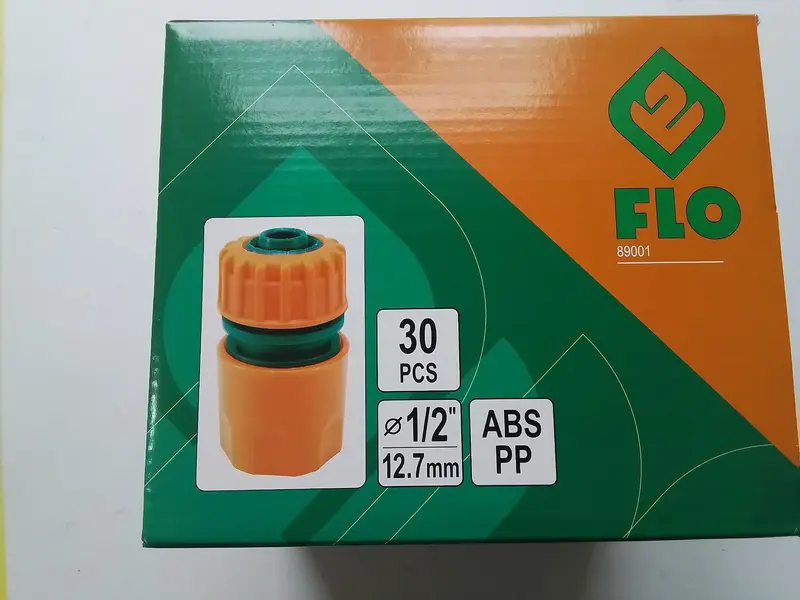 FLO
89001
30
PCS
⌀ 1/2"
12.7mm
ABS
PP